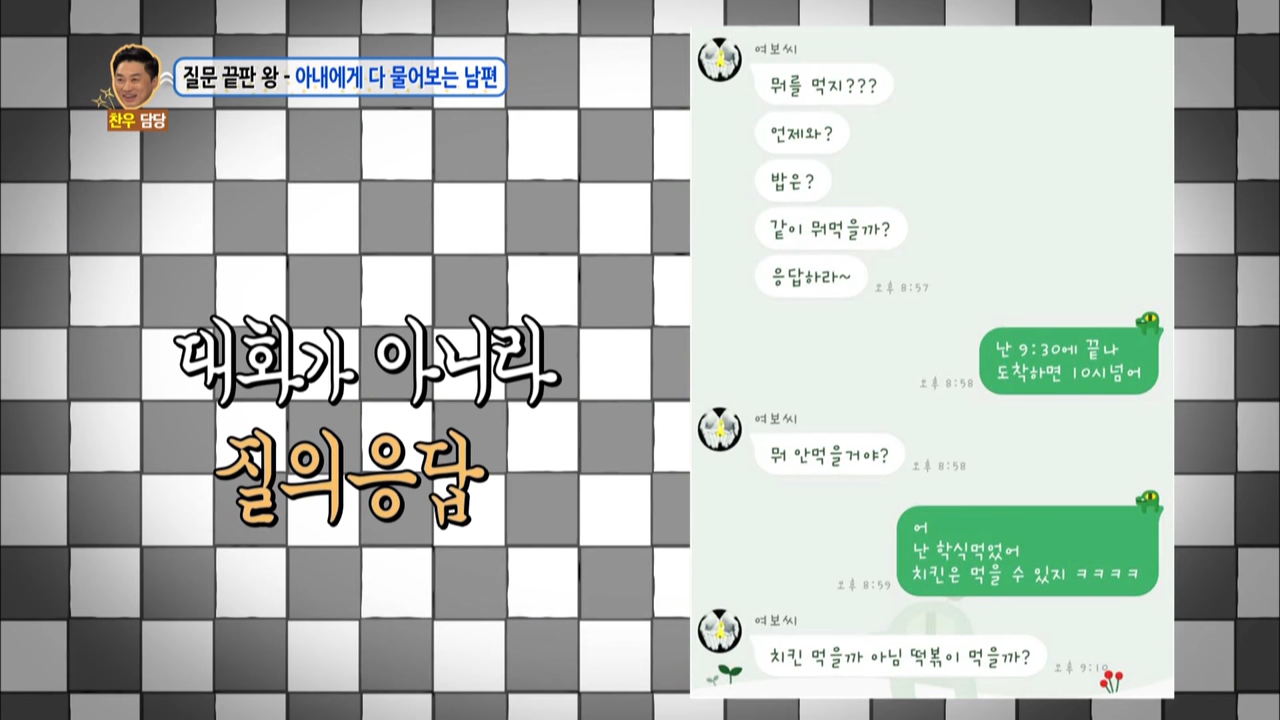 질문 끝판 왕 - 아내에게 다 물어보는 남편
찬우 담당
대화가 아니라
질의응답
여보씨
뭐를 먹지???
언제와?
밥은?
같이 뭐먹을까?
응답하라~
오후 8:57
난 9:30에 끝나
도착하면 10시넘어
오후 8:58
여보씨
뭐 안먹을거야?
오후 8:58
어
난 학식먹었어
치킨은 먹을 수 있지 ㅋㅋㅋㅋ
오후 8:59
여보씨
치킨 먹을까 아님 떡볶이 먹을까?
오후 9:10